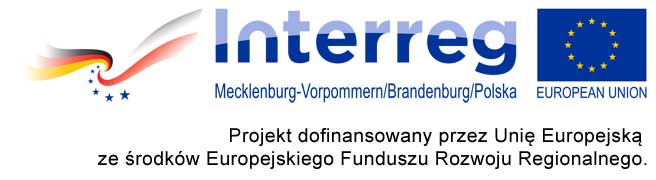 Interreg
Mecklenburg-Vorpommern/Brandenburg/Polska
EUROPEAN UNION
Projekt dofinansowany przez Unię Europejską
ze środków Europejskiego Funduszu Rozwoju Regionalnego.